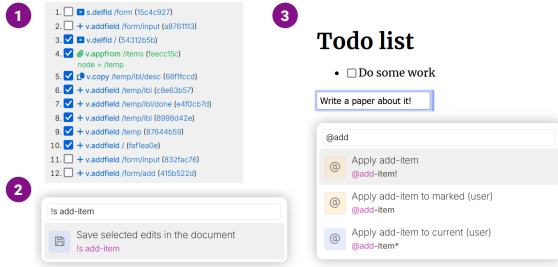 1
1. s.delfld /form (15c4c927)
2. + v.addfield /form/input (a8761113)
3. v.delfld / (54312b5b)
4. v.appfrom /items (feecc15c)
node = /temp
5. v.copy /temp/lbl/desc (68f1fccd)
6. + v.addfield /temp/lbl (c8e63b57)
7. + v.addfield /temp/lbl/done (e4f0cb7d)
8. + v.addfield /temp/lbl (8998d42e)
9. + v.addfield /temp (87644b59)
10. + v.addfield / (faf1ea0e)
11. + v.addfield /form/input (832fac76)
12. + v.addfield /form/add (415b522d)
2
!s add-item
Save selected edits in the document
!s add-item
3
Todo list
• Do some work
Write a paper about it!
@add
@ Apply add-item
@add-item!
@ Apply add-item to marked (user)
@add-item
@ Apply add-item to current (user)
@add-item*